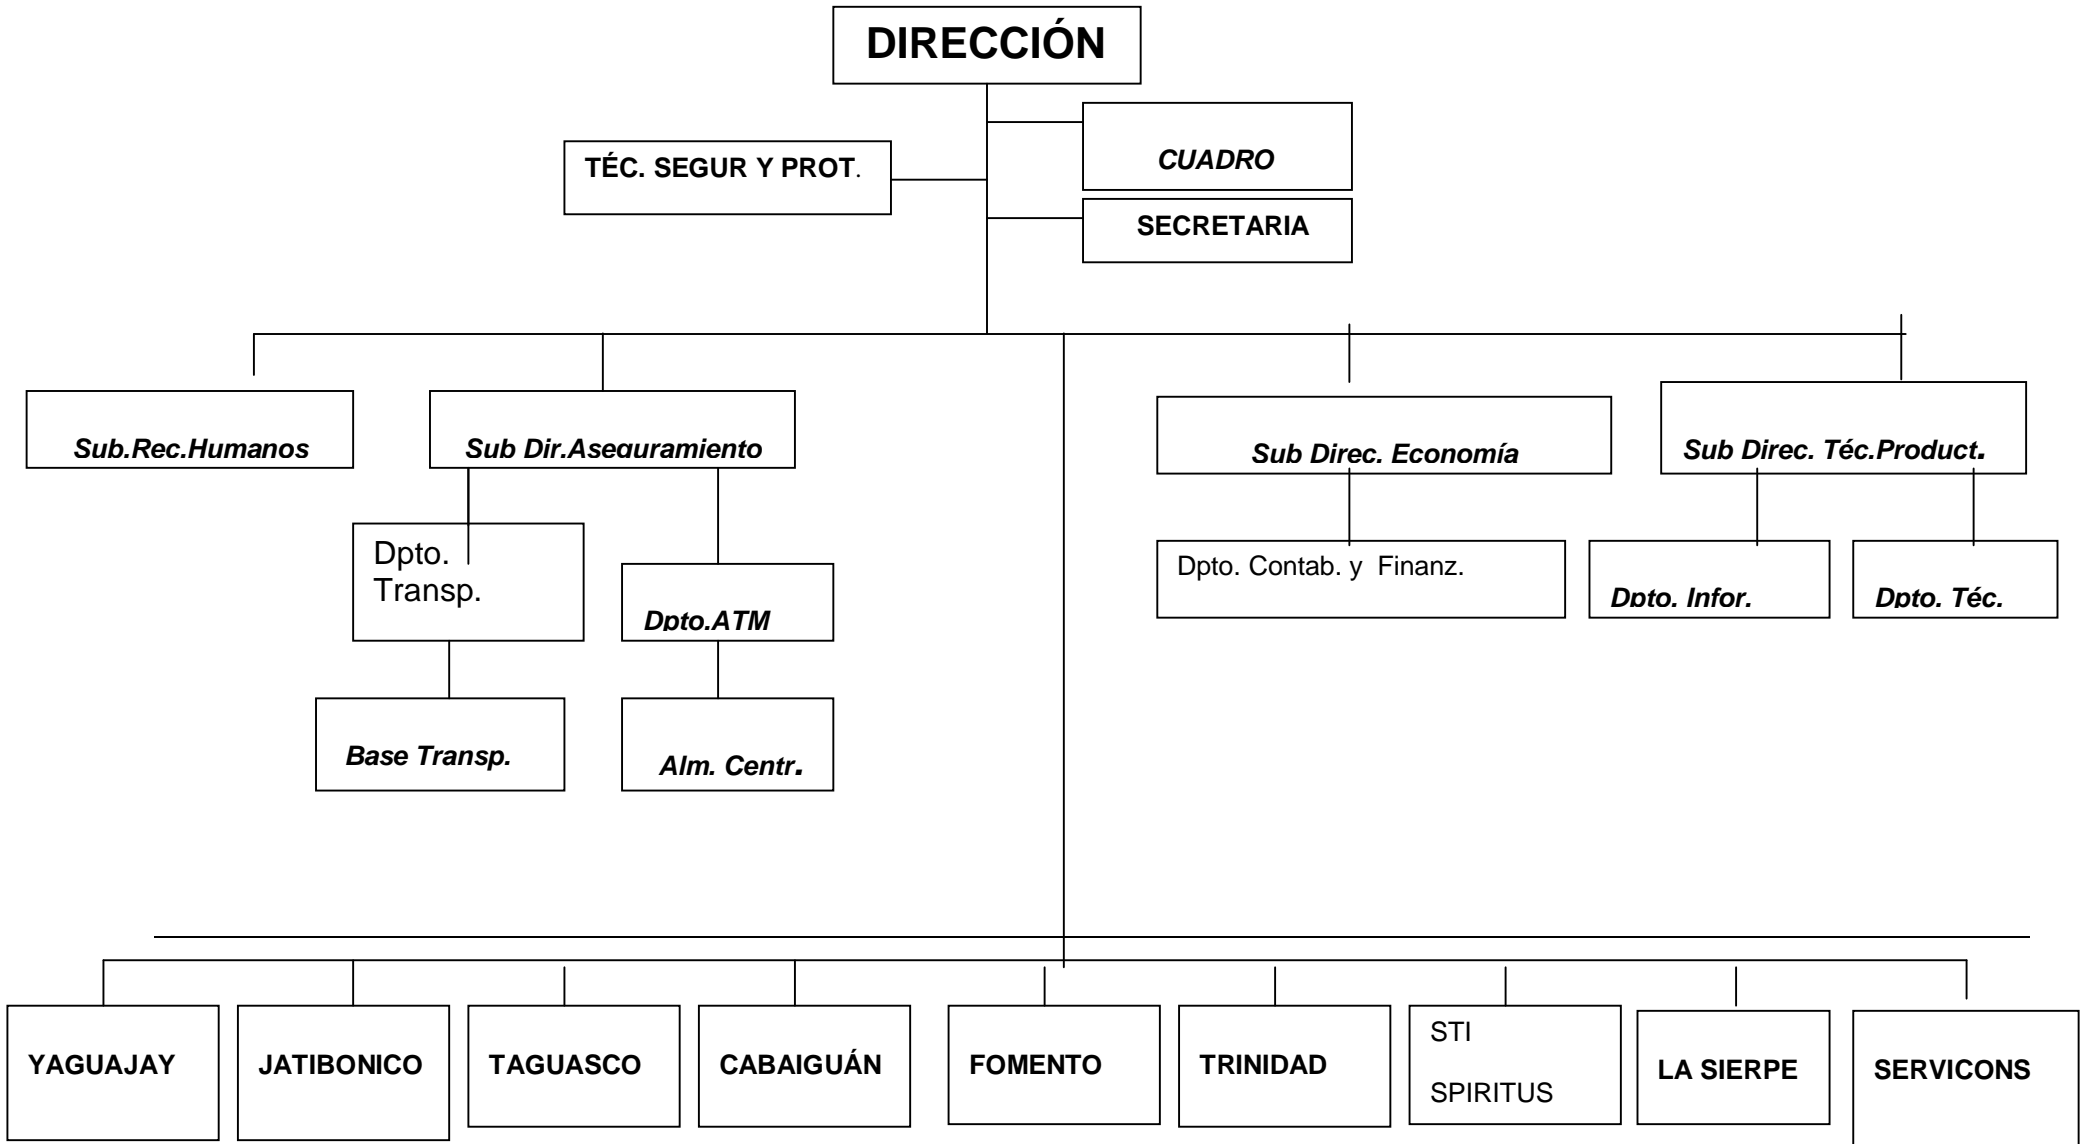 DIRECCIÓN
CUADRO
TÉC. SEGUR Y PROT.
SECRETARIA
Sub.Rec.Humanos
Sub Dir.Aseguramiento
Sub Direc. Economía
Sub Direc. Téc.Product.
Dpto.
Transp.
Dpto.ATM
Dpto. Contab. y Finanz.
Dpto. Infor.
Dpto. Téc.
Base Transp.
Alm. Centr.
YAGUAJAY
JATIBONICO
TAGUASCO
CABAIGUÁN
FOMENTO
TRINIDAD
STI
SPIRITUS
LA SIERPE
SERVICONS